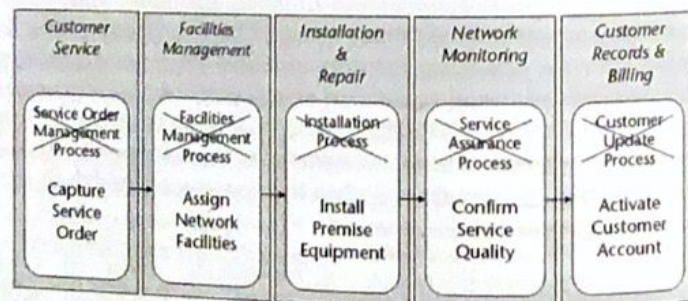 Customer
Service
Service Order
Management
Process
Capture
Service
Order
Facilities
Management
Facilities
Management
Process
Assign
Network
Facilities
Installation
&
Repair
Installation
Process
Install
Premise
Equipment
Network
Monitoring
Service
Assurance
Process
Confirm
Service
Quality
Customer
Records &
Billing
Customer
Update
Process
Activate
Customer
Account